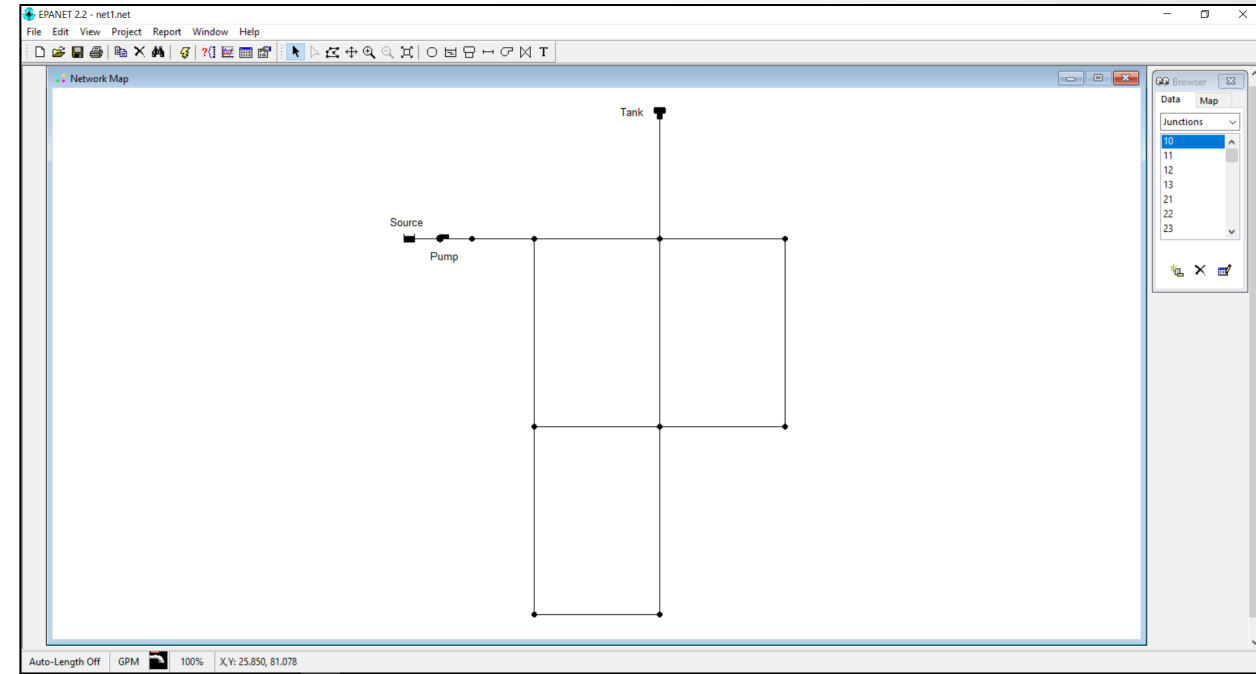 EPANET 2.2 - net1.net
File Edit View Project Report Window Help
T
Network Map
Browser
Data Map
Junctions
10
11
12
13
21
22
23
Tank
Source
Pump
Auto-Length Off GPM 100% X,Y: 25.850, 81.078